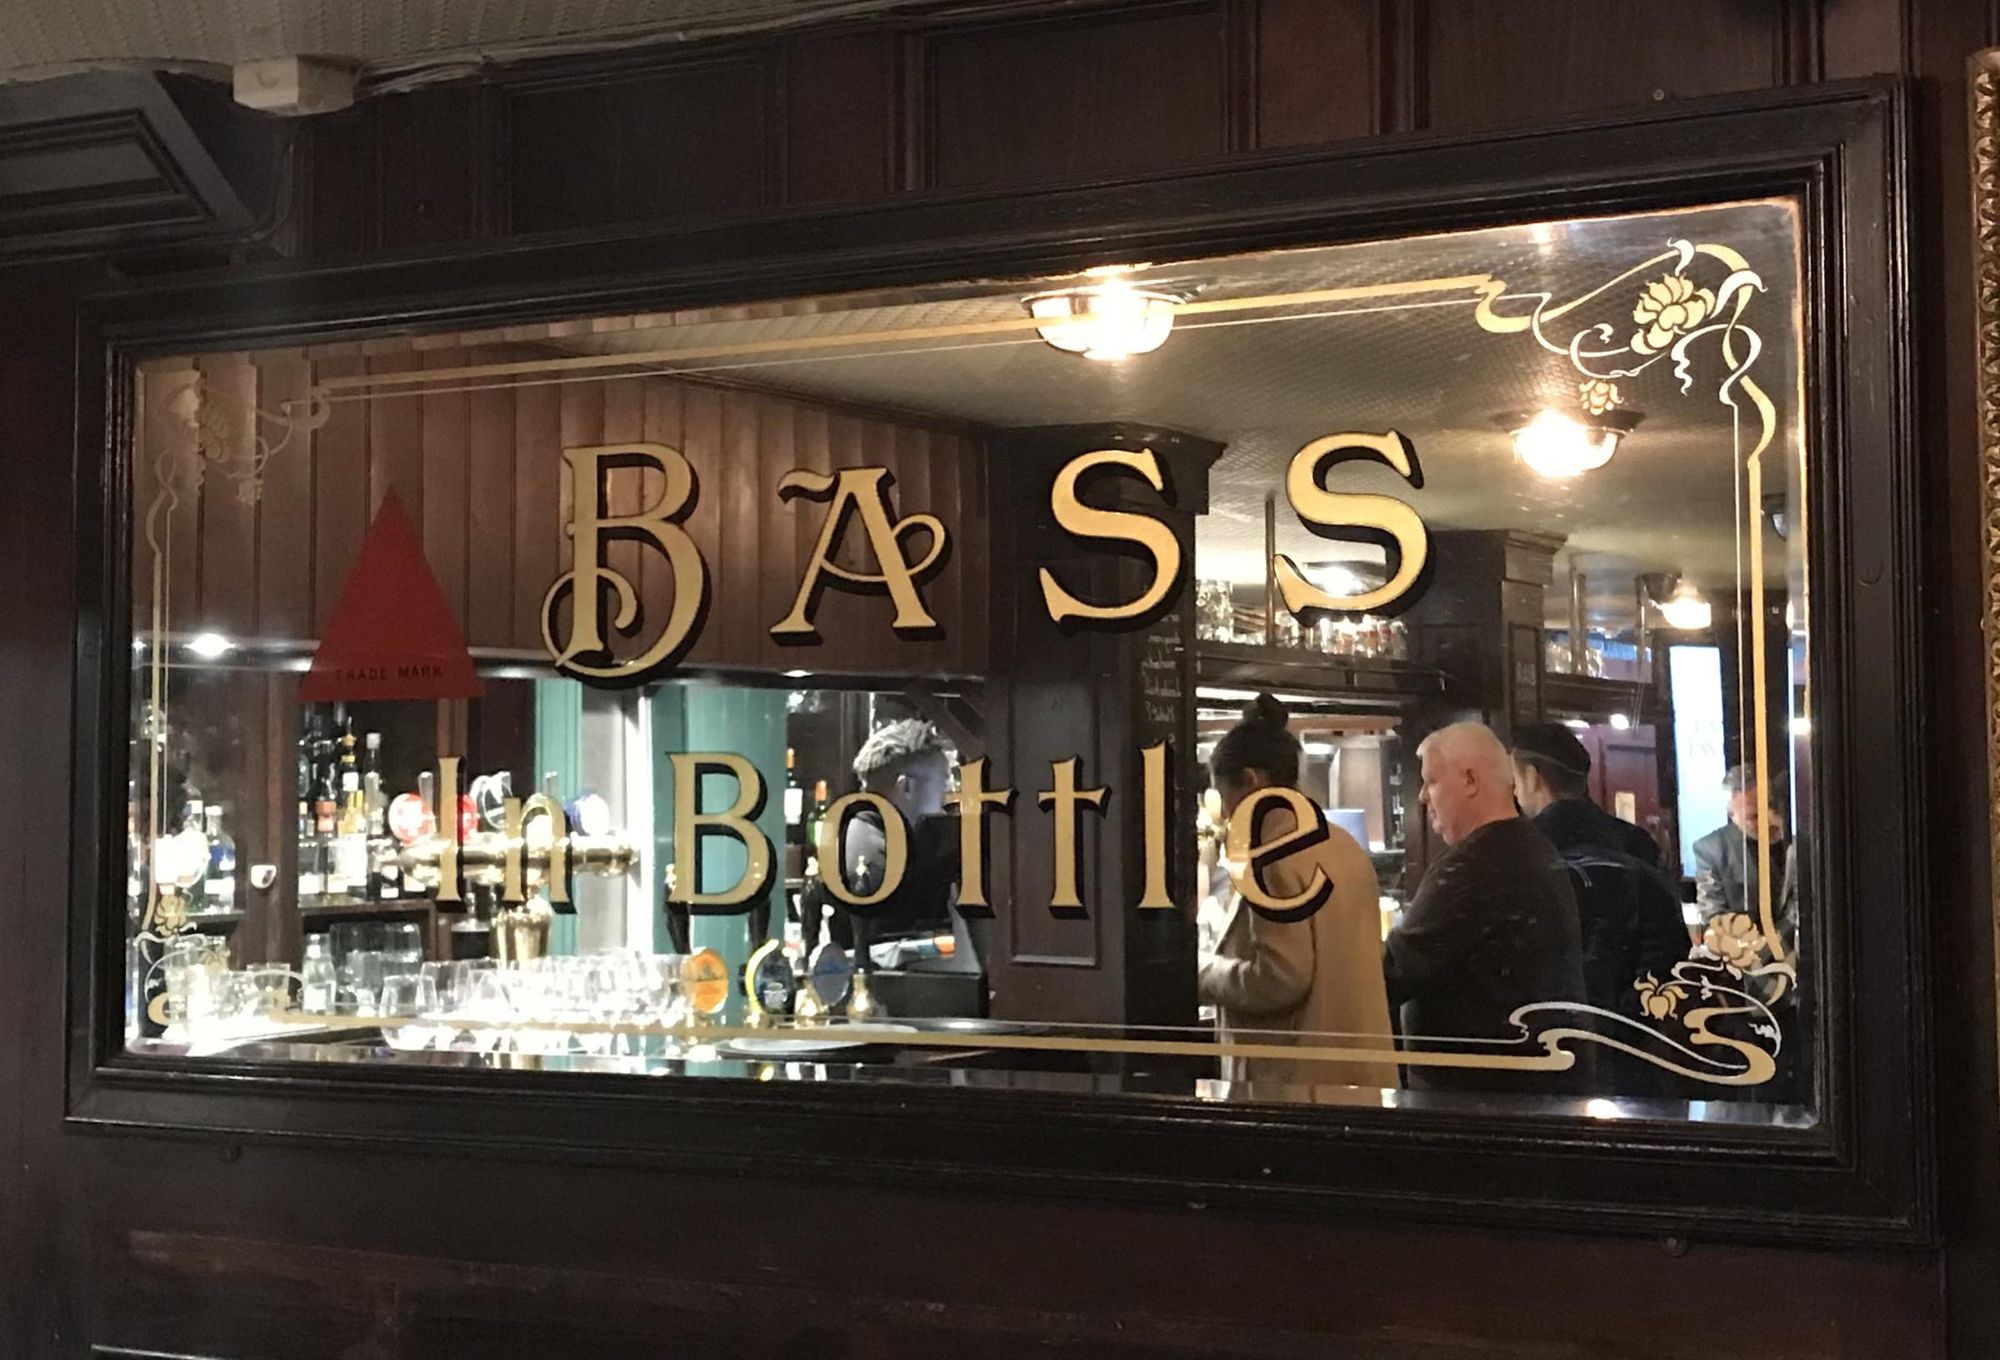 BASS
TRADE MARK
In Bottle